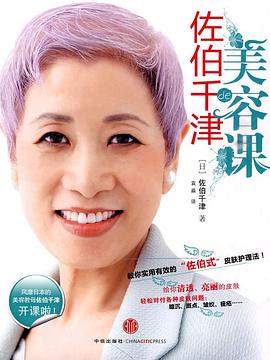 佐伯千津
de
美容课
[日] 佐伯千津 著
袁淼 译
教你实用有效的“佐伯式”皮肤护理法！
给你清透、亮丽的皮肤
轻松对付各种皮肤问题：
暗沉、斑点、皱纹、痤疮……
风靡日本的
美容教母佐伯千津
开课啦！
中信出版社·CHINACITICPRESS